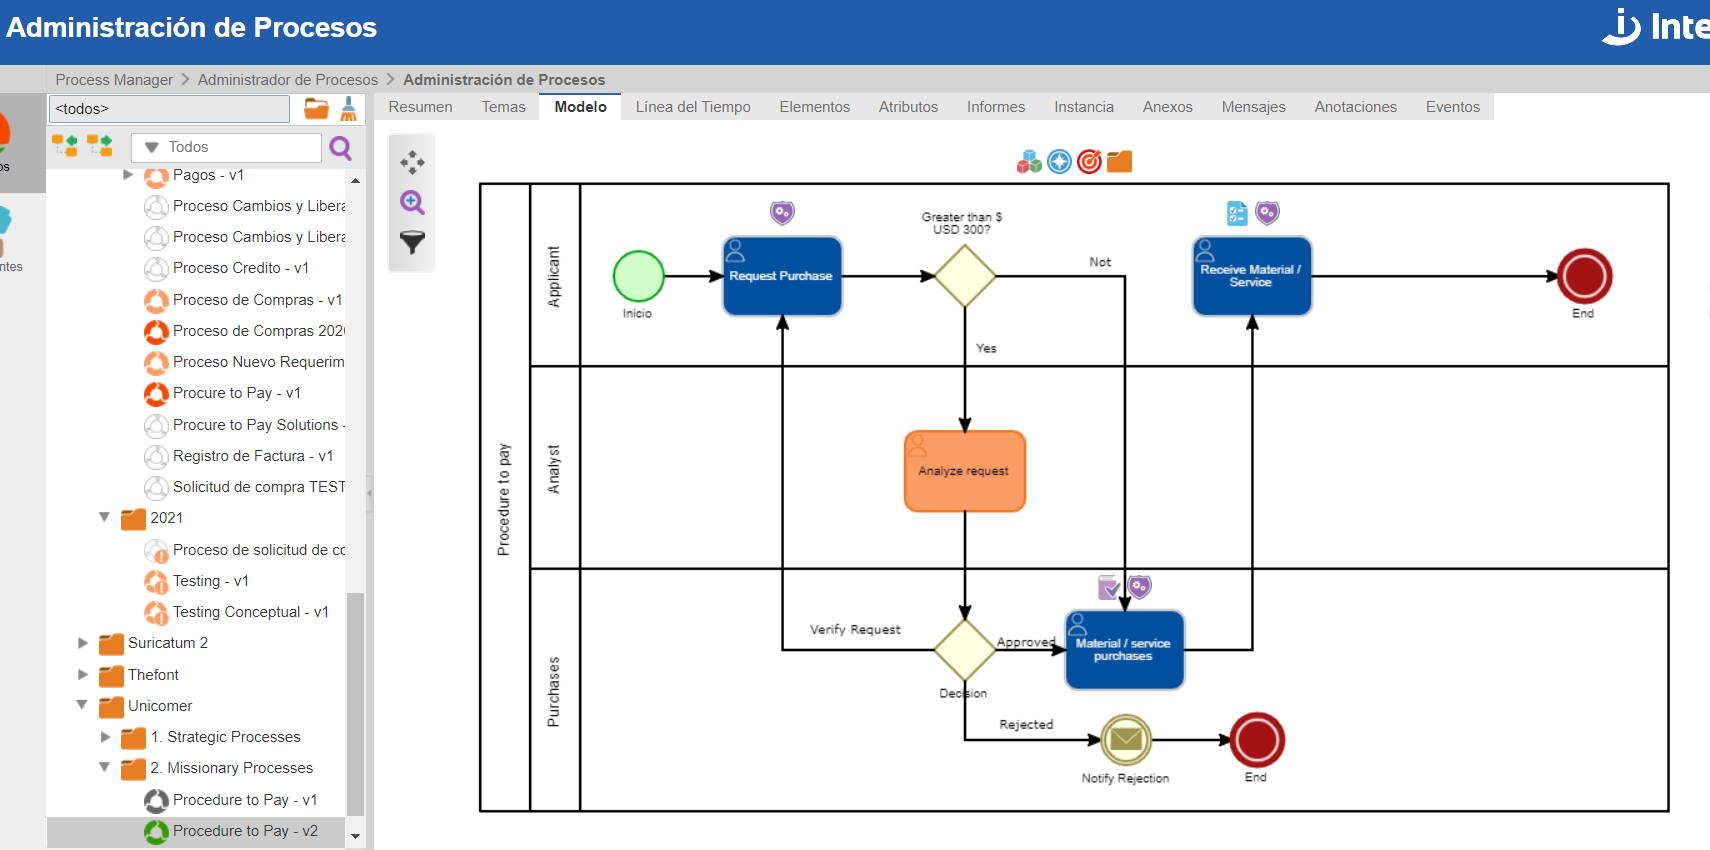 Administración de Procesos
Process Manager > Administrador de Procesos > Administración de Procesos
<todos>
Resumen Temas Modelo Línea del Tiempo Elementos Atributos Informes Instancia Anexos Mensajes Anotaciones Eventos
Todos
Pagos - v1
Proceso Cambios y Libera
Proceso Cambios y Libera
Proceso Credito - v1
Proceso de Compras - v1
Proceso de Compras 202
Proceso Nuevo Requerim
Procure to Pay - v1
Procure to Pay Solutions -
Registro de Factura - v1
Solicitud de compra TEST
2021
Proceso de solicitud de co
Testing - v1
Testing Conceptual - v1
Suricatum 2
Thefont
Unicomer
1. Strategic Processes
2. Missionary Processes
Procedure to Pay - v1
Procedure to Pay - v2
os
ntes
Inte
Procedure to pay
Applicant
Inicio
Request Purchase
Greater than $
USD 300?
Not
Yes
Receive Material /
Service
End
Analyst
Analyze request
Purchases
Verify Request
Decision
Approved
Material / service
purchases
Rejected
Notify Rejection
End